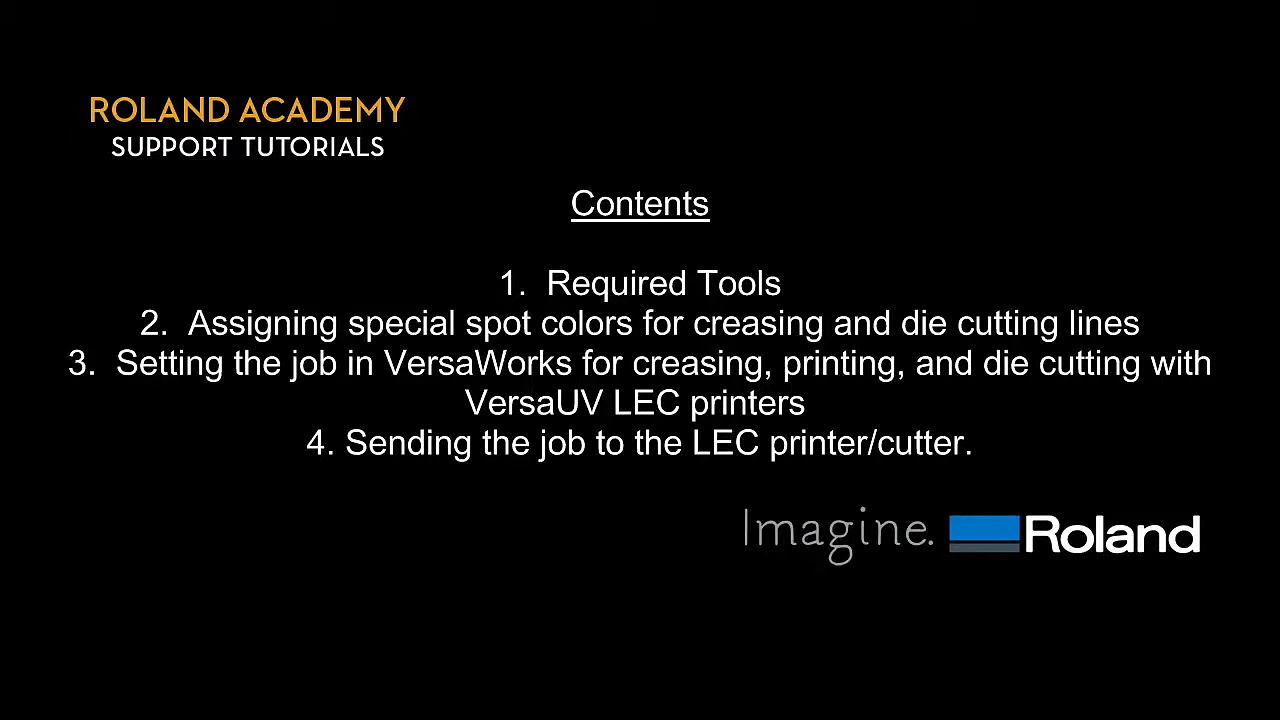 ROLAND ACADEMY
SUPPORT TUTORIALS
Contents
1. Required Tools
2. Assigning special spot colors for creasing and die cutting lines
3. Setting the job in VersaWorks for creasing, printing, and die cutting with
VersaUV LEC printers
4. Sending the job to the LEC printer/cutter.
Imagine. Roland